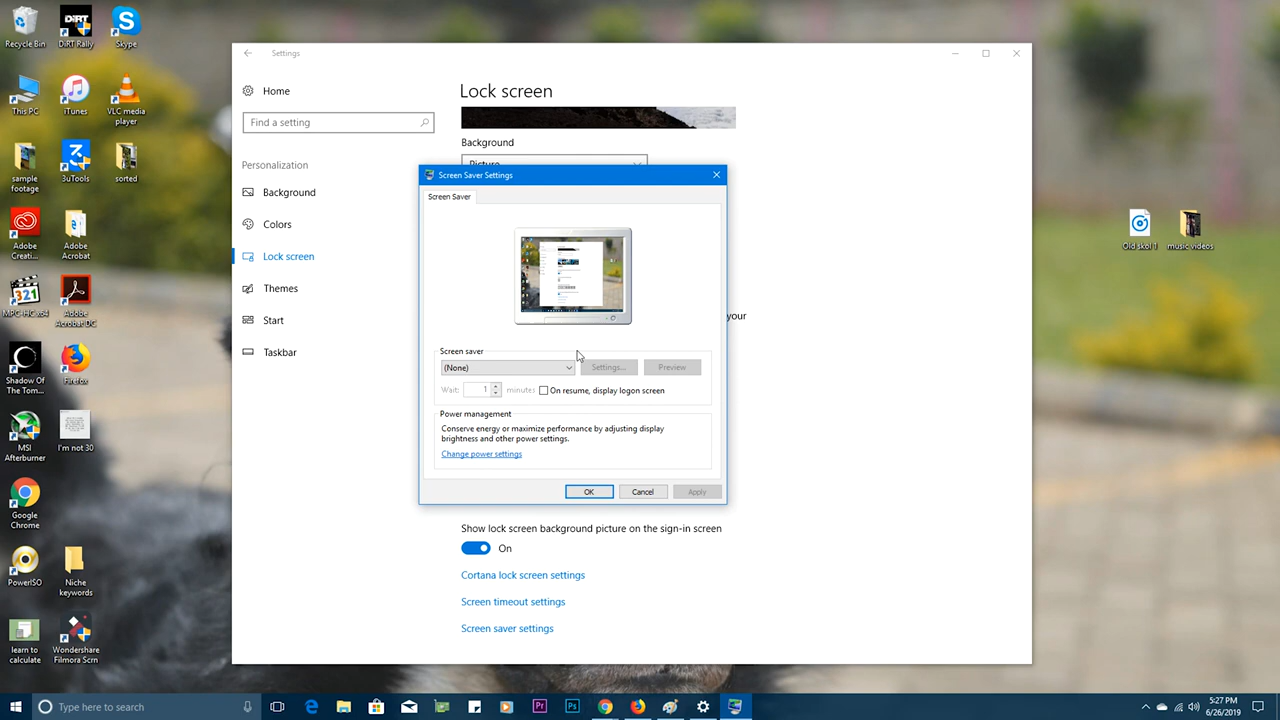 Recycle Bin
DiRT Rally
Skype
This PC
iTunes
VLC media
player
sample
footage
3uTools
sorted
Adobe
Creati...
Adobe
Acrobat
MPC-HC x64
Adobe
Acrobat DC
Shadow Of
The Tom...
Firefox
MSI
Afterburner
I'm not 30
Google
Chrome
PowerISO
Niche
keywords
learn to
calculate
Wondershare
Filmora Scrn
Old skol 1
music videos
Settings
Home
Find a setting
Personalization
Background
Colors
Lock screen
Themes
Start
Taskbar
Lock screen
Background
Picture
your
Screen Saver Settings
Screen Saver
Screen saver
(None)
Settings...
Preview
Wait:
1
minutes
On resume, display logon screen
Power management
Conserve energy or maximize performance by adjusting display
brightness and other power settings.
Change power settings
OK
Cancel
Apply
Show lock screen background picture on the sign-in screen
On
Cortana lock screen settings
Screen timeout settings
Screen saver settings
Type here to search
5:27 PM
6/26/2019